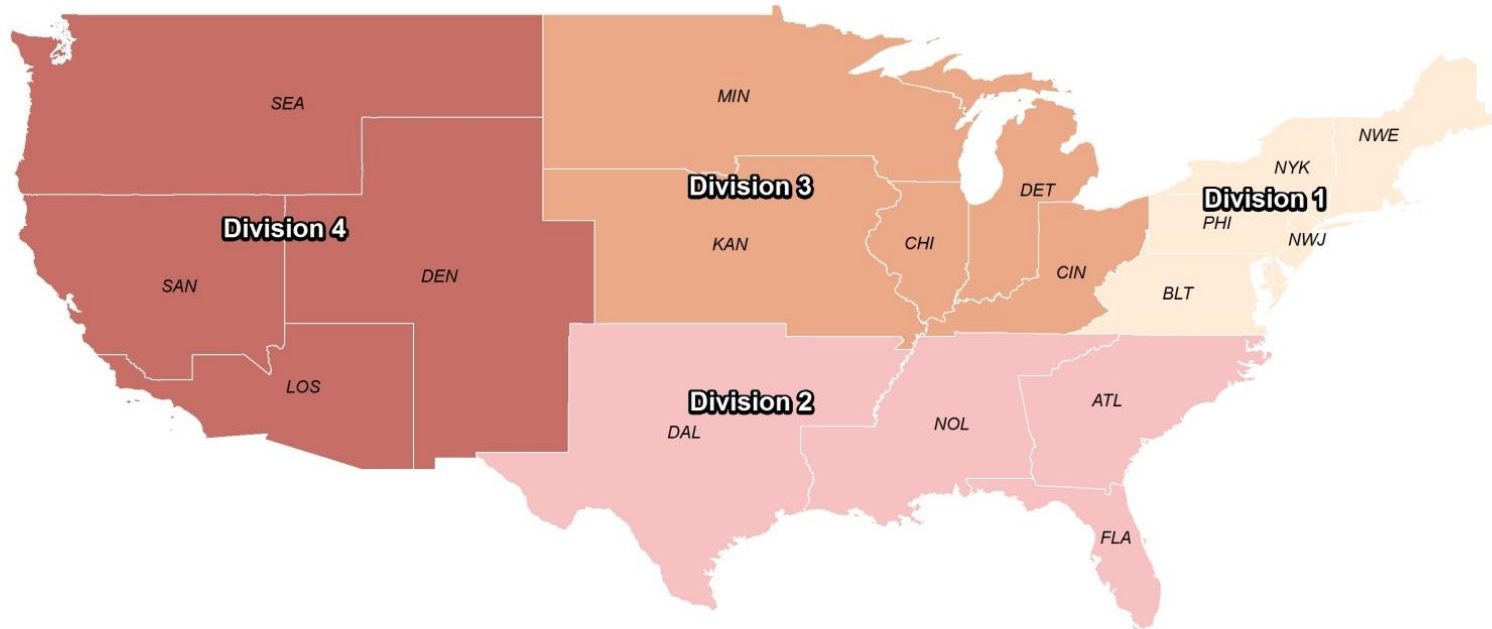 SEA
MIN
NWE
NYK
Division 3
DET
Division 1
PHI
Division 4
KAN
CHI
NWJ
SAN
DEN
CIN
BLT
LOS
Division 2
ATL
DAL
NOL
FLA